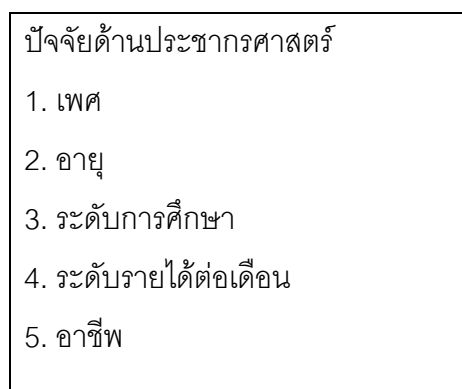 ปัจจัยด้านประชากรศาสตร์
1. เพศ
2. อายุ
3. ระดับการศึกษา
4. ระดับรายได้ต่อเดือน
5. อาชีพ